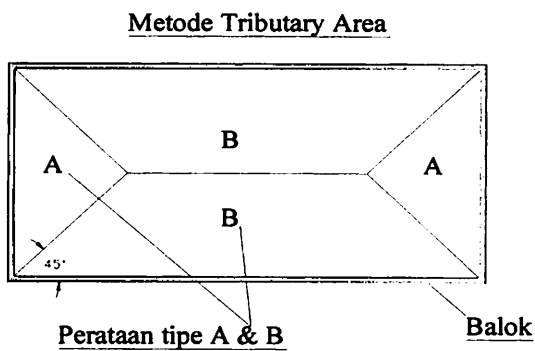 Metode Tributary Area
B
A
A
B
45°
Balok
Perataan tipe A & B